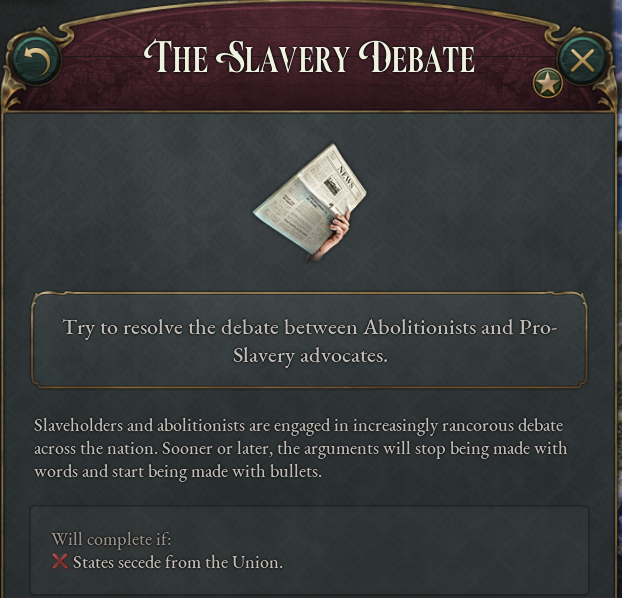 The Slavery Debate
NEWS
Try to resolve the debate between Abolitionists and Pro-
Slavery advocates.
Slaveholders and abolitionists are engaged in increasingly rancorous debate
across the nation. Sooner or later, the arguments will stop being made with
words and start being made with bullets.
Will complete if:
States secede from the Union.